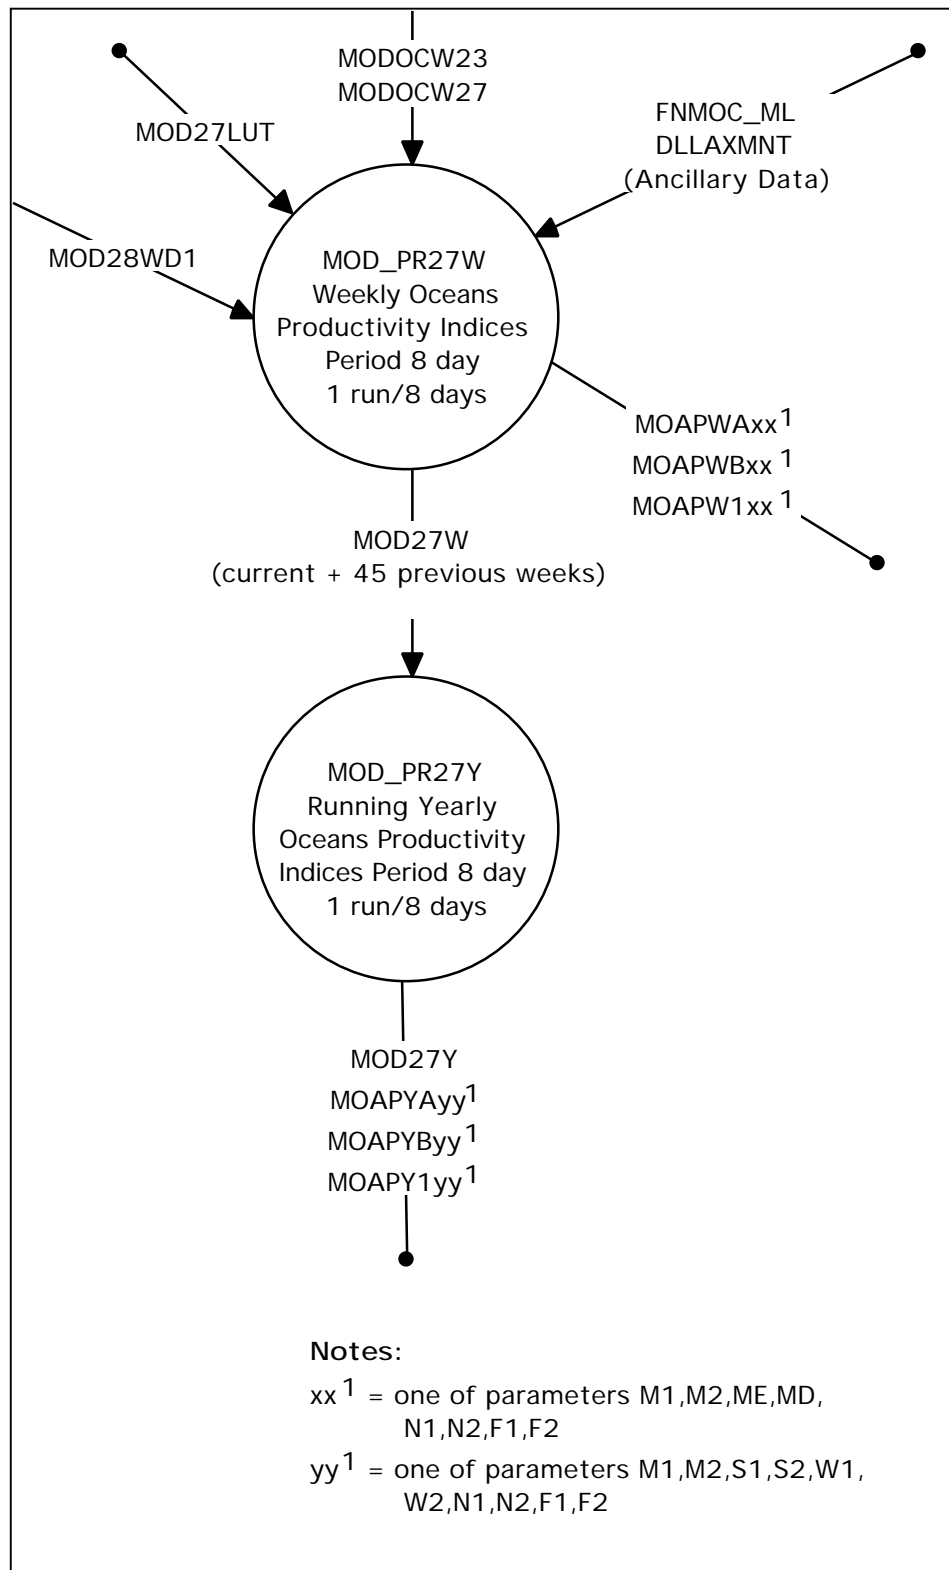 MODOCW23
MODOCW27
MOD27LUT
FNMOC_ML
DLLAXMNT
(Ancillary Data)
MOD28WD1
MOD_PR27W
Weekly Oceans
Productivity Indices
Period 8 day
1 run/8 days
MOAPWAxx1
MOAPWBxx1
MOAPW1xx1
MOD27W
(current + 45 previous weeks)
MOD_PR27Y
Running Yearly
Oceans Productivity
Indices Period 8 day
1 run/8 days
MOD27Y
MOAPYAyy1
MOAPYByy1
MOAPY1yy1
Notes:
xx1 = one of parameters M1,M2,ME,MD,
N1,N2,F1,F2
yy1 = one of parameters M1,M2,S1,S2,W1,
W2,N1,N2,F1,F2